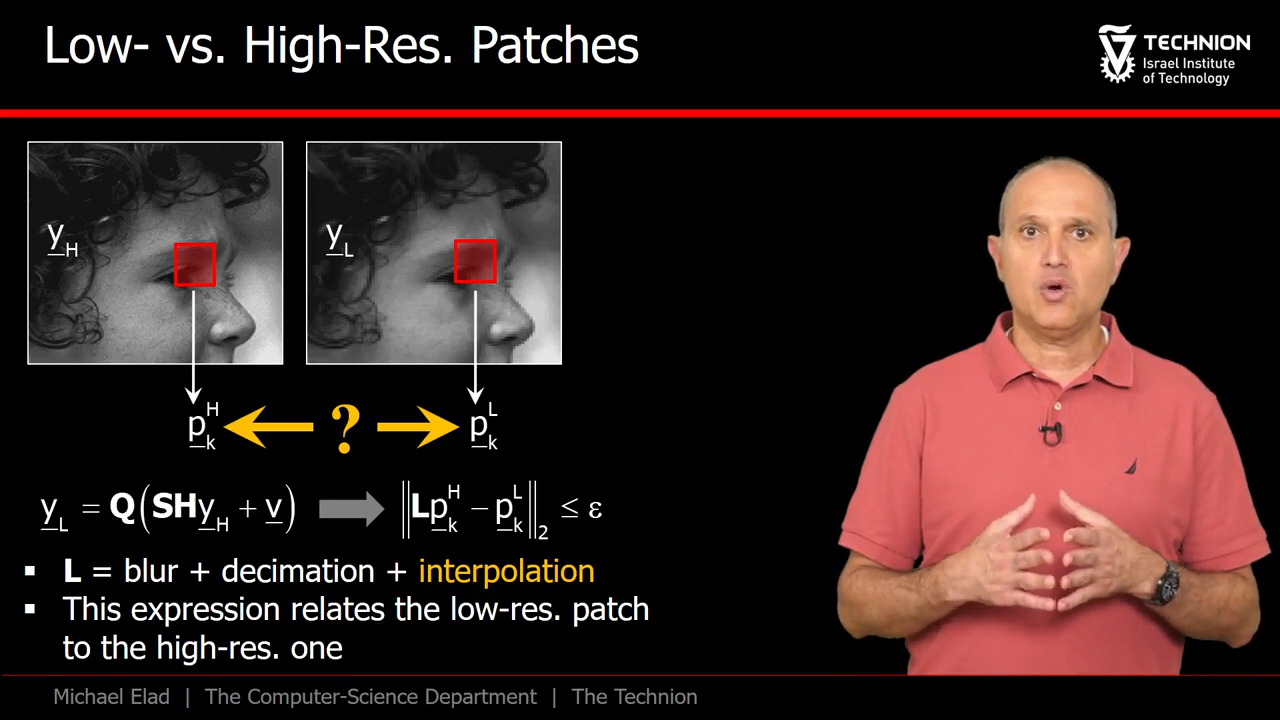 Low- vs. High-Res. Patches
TECHNION
Israel Institute
of Technology
y_H
y_L
p_k^H ? p_k^L
y_L = Q(SHy_H + v) ‖Lp_k^H − p_k^L‖_2 ≤ ε
▪ L = blur + decimation + interpolation
▪ This expression relates the low-res. patch
to the high-res. one
Michael Elad | The Computer-Science Department | The Technion